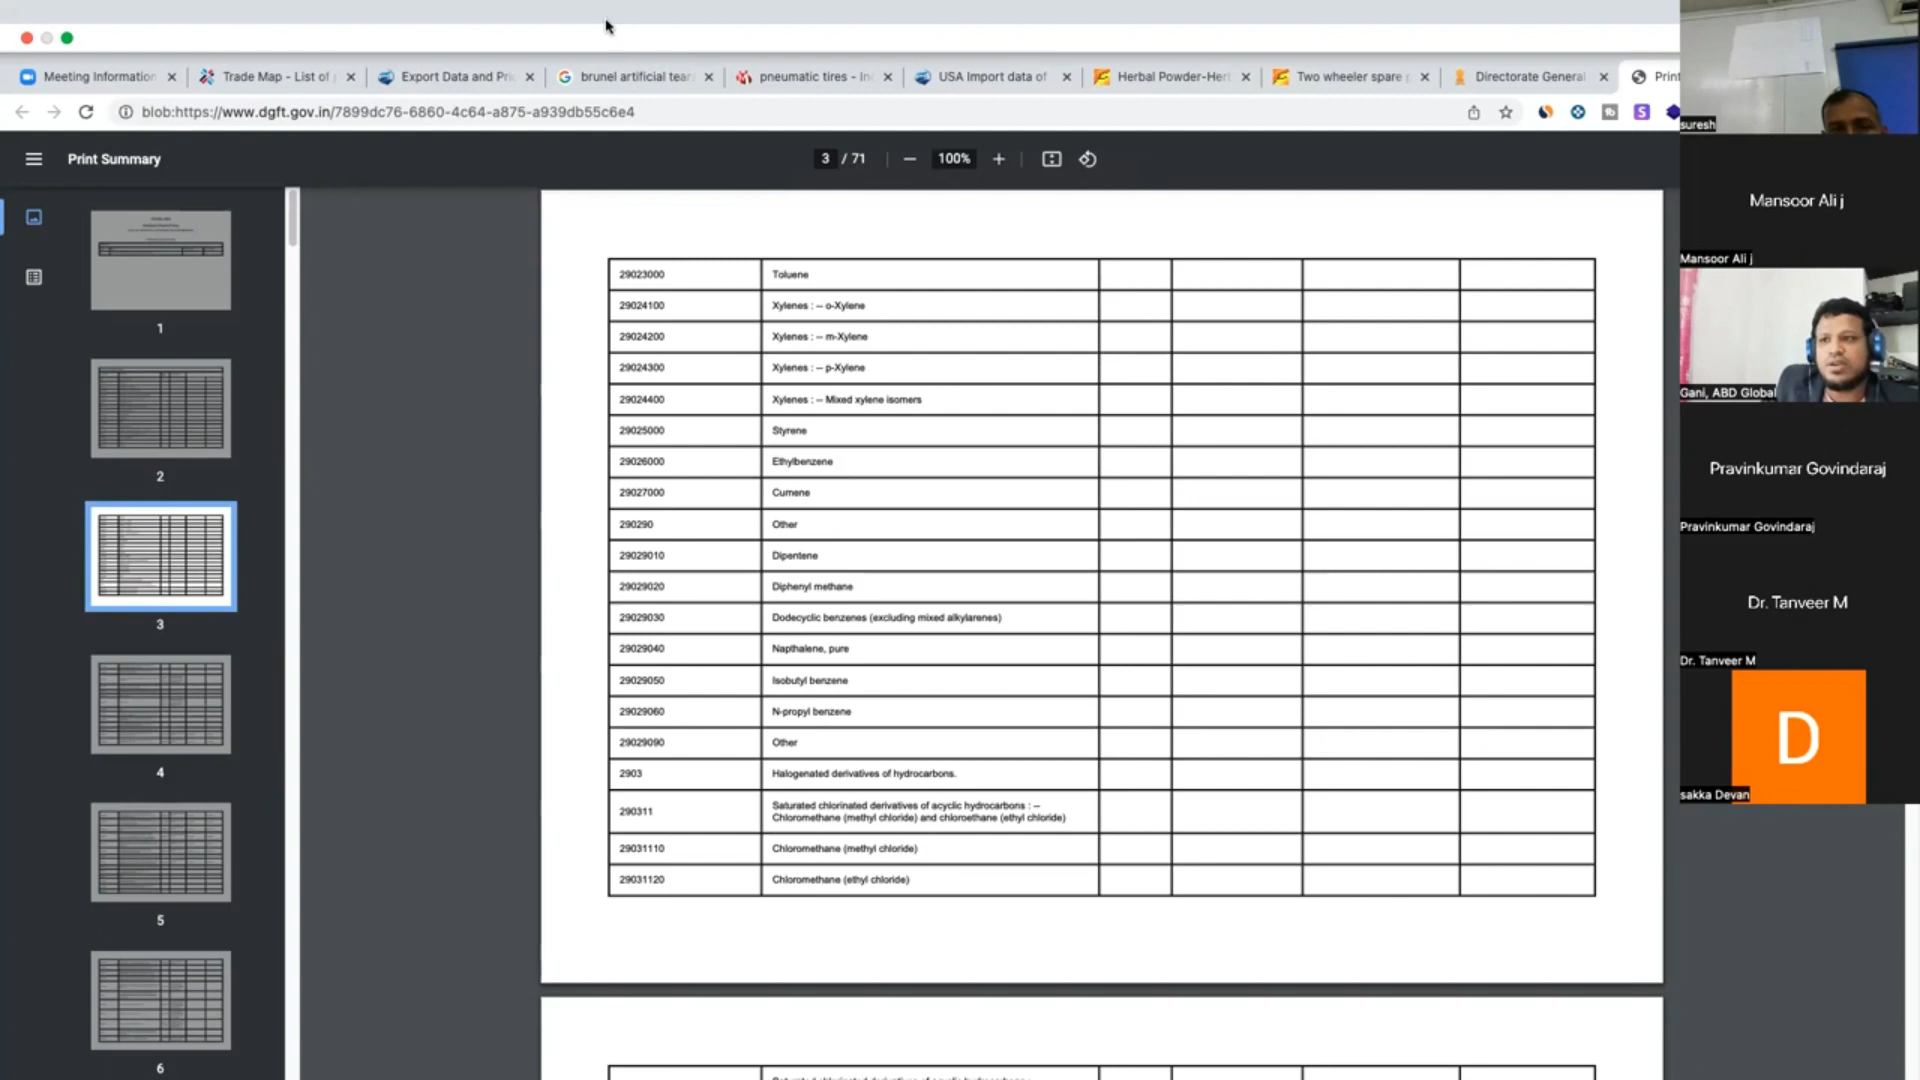 Meeting Information
Trade Map - List of
Export Data and Pri
brunel artificial tear
pneumatic tires - In
USA Import data of
Herbal Powder-Her
Two wheeler spare p
Directorate General
Print
blob:https://www.dgft.gov.in/7899dc76-6860-4c64-a875-a939db55c6e4
Print Summary
3 / 71
100%
1
2
3
4
5
6
29023000 Toluene
29024100 Xylenes : -- o-Xylene
29024200 Xylenes : -- m-Xylene
29024300 Xylenes : -- p-Xylene
29024400 Xylenes : -- Mixed xylene isomers
29025000 Styrene
29026000 Ethylbenzene
29027000 Cumene
290290 Other
29029010 Dipentene
29029020 Diphenyl methane
29029030 Dodecyclic benzenes (excluding mixed alkylarenes)
29029040 Napthalene, pure
29029050 Isobutyl benzene
29029060 N-propyl benzene
29029090 Other
2903 Halogenated derivatives of hydrocarbons.
290311 Saturated chlorinated derivatives of acyclic hydrocarbons : --
Chloromethane (methyl chloride) and chloroethane (ethyl chloride)
29031110 Chloromethane (methyl chloride)
29031120 Chloromethane (ethyl chloride)
suresh
Mansoor Ali j
Mansoor Ali j
Gani, ABD Global
Pravinkumar Govindaraj
Pravinkumar Govindaraj
Dr. Tanveer M
Dr. Tanveer M
D
sakka Devan